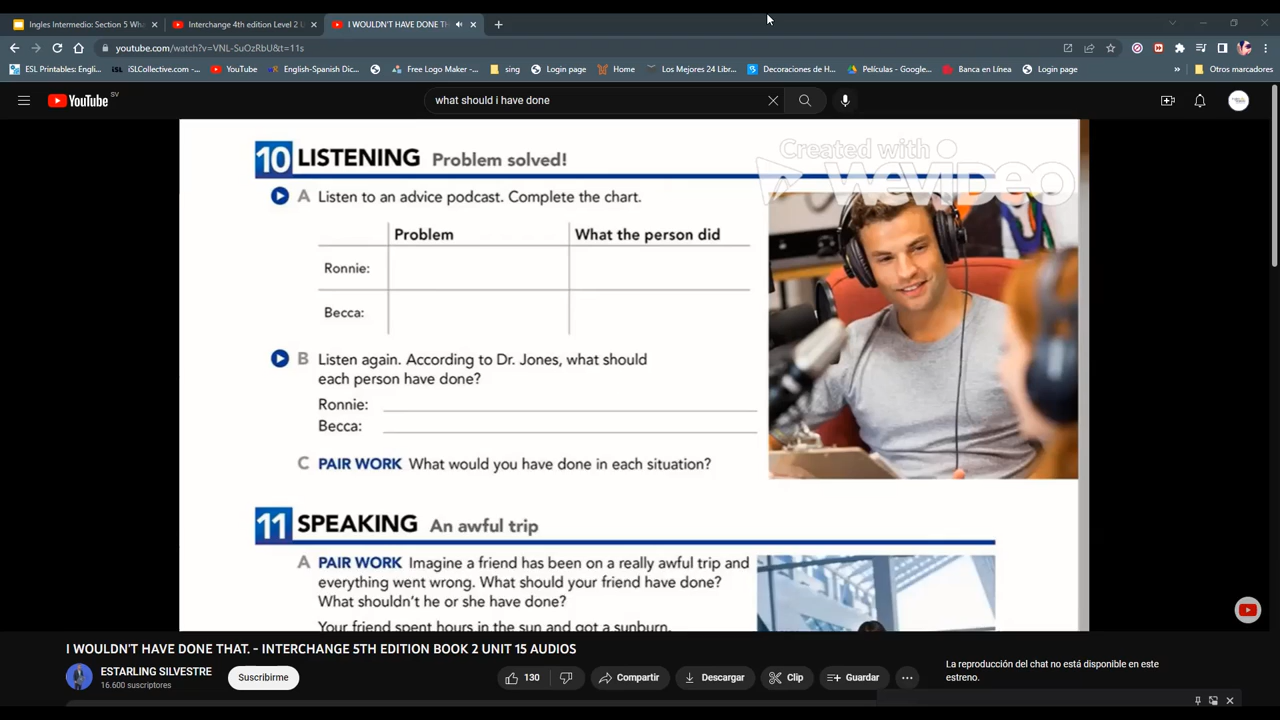 Ingles Intermedio: Section 5 Wha
Interchange 4th edition Level 2 U
I WOULDN'T HAVE DONE TH
youtube.com/watch?v=VNL-SuOzRbU&t=11s
ESL Printables: Engli...
iSLCollective.com -...
YouTube
English-Spanish Dic...
Free Logo Maker -...
sing
Login page
Home
Los Mejores 24 Libr...
Decoraciones de H...
Películas - Google...
Banca en Línea
Login page
»
Otros marcadores
YouTube SV
what should i have done
Created with
WeVideo
10 LISTENING Problem solved!
A Listen to an advice podcast. Complete the chart.
Problem What the person did
Ronnie:
Becca:
B Listen again. According to Dr. Jones, what should
each person have done?
Ronnie:
Becca:
C PAIR WORK What would you have done in each situation?
11 SPEAKING An awful trip
A PAIR WORK Imagine a friend has been on a really awful trip and
everything went wrong. What should your friend have done?
What shouldn't he or she have done?
Your friend spent hours in the sun and got a sunburn.
I WOULDN'T HAVE DONE THAT. - INTERCHANGE 5TH EDITION BOOK 2 UNIT 15 AUDIOS
ESTARLING SILVESTRE
16.600 suscriptores
Suscribirme
130
Compartir
Descargar
Clip
Guardar
La reproducción del chat no está disponible en este
estreno.